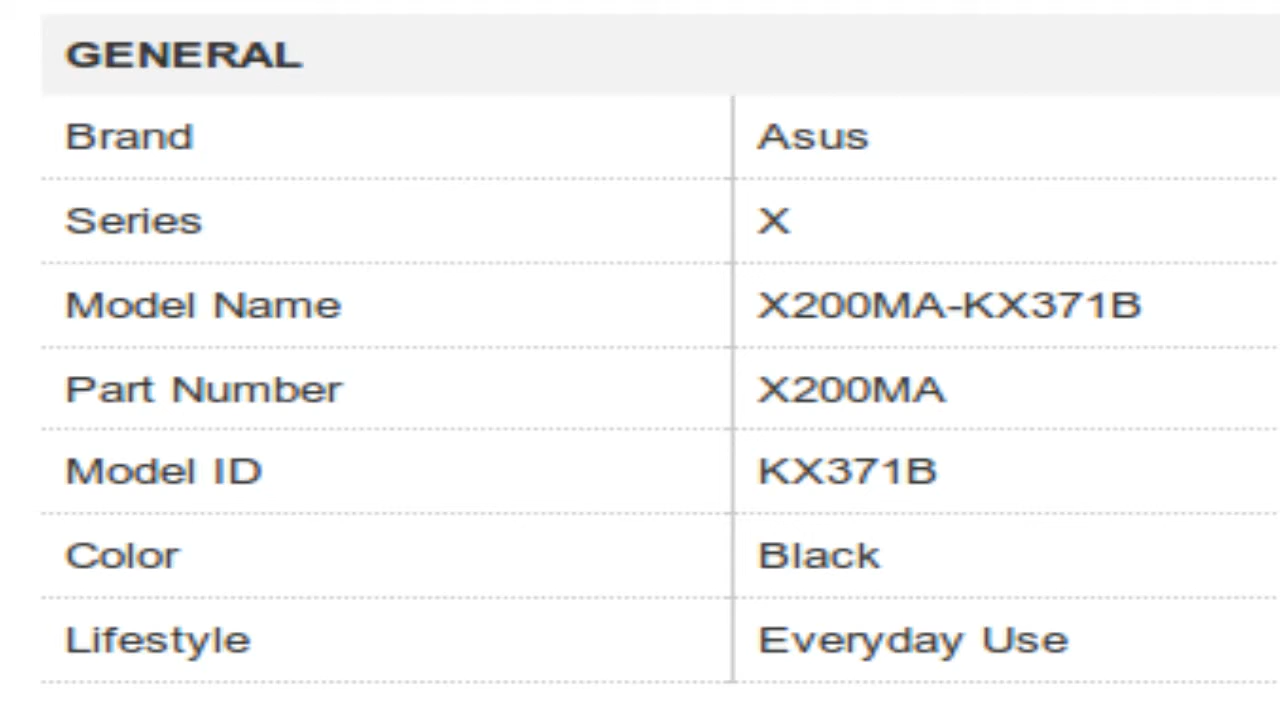 GENERAL
Brand Asus
Series X
Model Name X200MA-KX371B
Part Number X200MA
Model ID KX371B
Color Black
Lifestyle Everyday Use